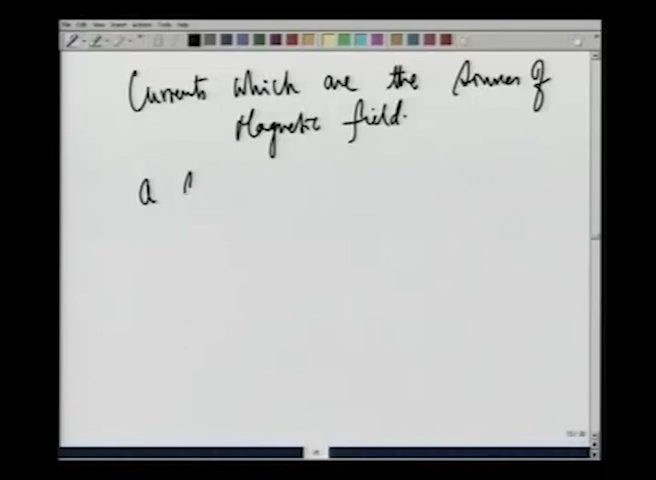 Currents which are the Sources of
Magnetic field.
a